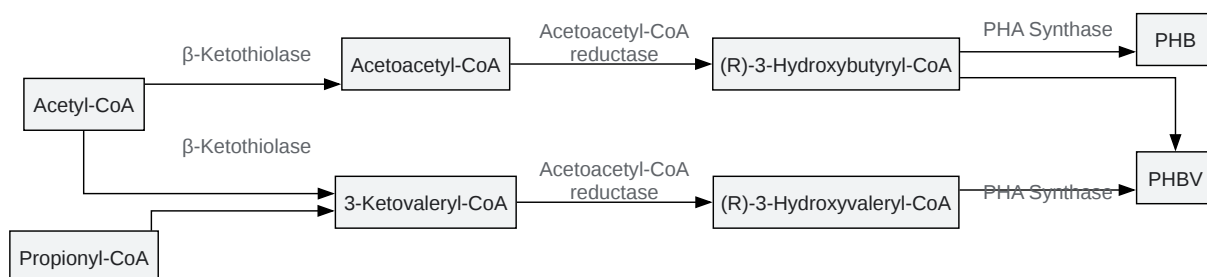 Acetyl-CoA
β-Ketothiolase
Acetoacetyl-CoA
Acetoacetyl-CoA
reductase
(R)-3-Hydroxybutyryl-CoA
PHA Synthase
PHB
Propionyl-CoA
β-Ketothiolase
3-Ketovaleryl-CoA
Acetoacetyl-CoA
reductase
(R)-3-Hydroxyvaleryl-CoA
PHA Synthase
PHBV